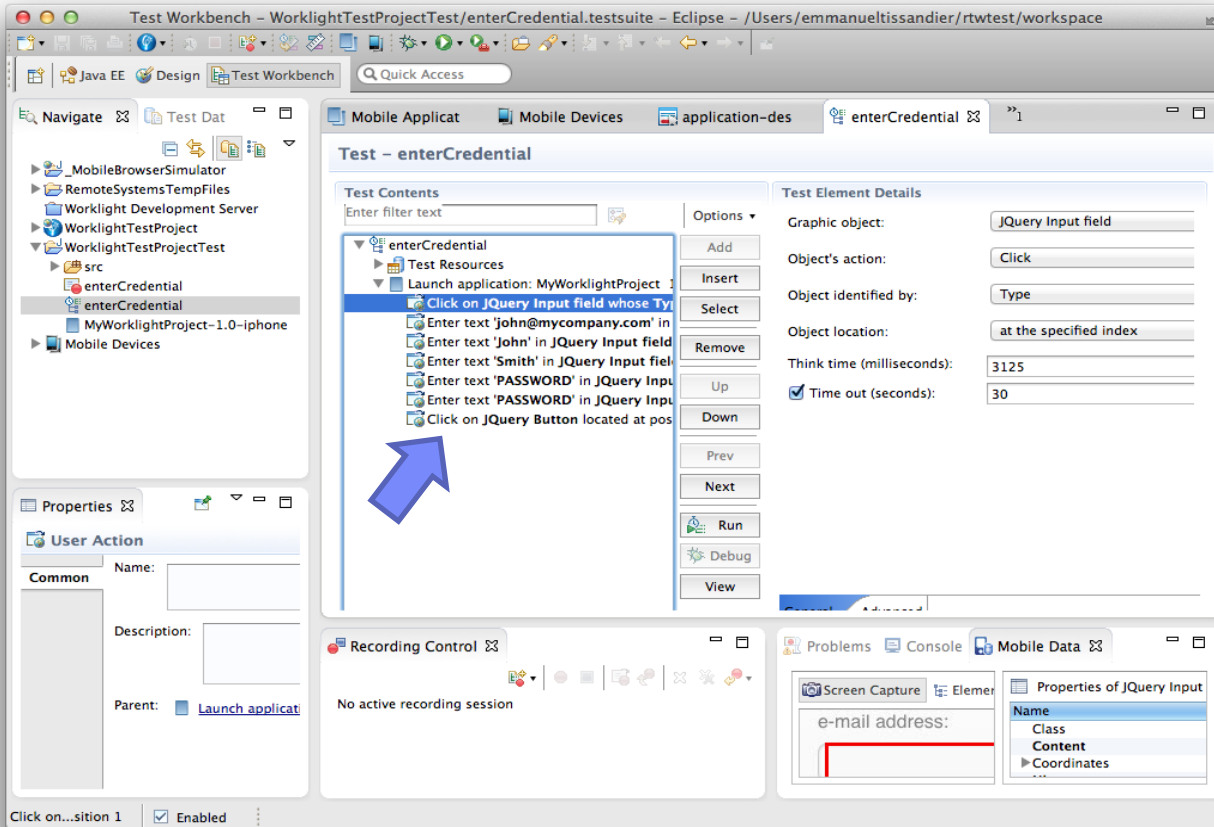 Test Workbench – WorklightTestProjectTest/enterCredential.testsuite – Eclipse – /Users/emmanueltissandier/rtwtest/workspace
Java EE Design Test Workbench Quick Access
Navigate Test Dat
_MobileBrowserSimulator
RemoteSystemsTempFiles
Worklight Development Server
WorklightTestProject
WorklightTestProjectTest
src
enterCredential
enterCredential
MyWorklightProject-1.0-iphone
Mobile Devices
Mobile Applicat Mobile Devices application-des enterCredential »1
Test – enterCredential
Test Contents
Enter filter text
Options
enterCredential
Test Resources
Launch application: MyWorklightProject 1
Click on JQuery Input field whose Ty
Enter text 'john@mycompany.com' in
Enter text 'John' in JQuery Input field
Enter text 'Smith' in JQuery Input fiel
Enter text 'PASSWORD' in JQuery Inpu
Enter text 'PASSWORD' in JQuery Inpu
Click on JQuery Button located at pos
Add
Insert
Select
Remove
Up
Down
Prev
Next
Run
Debug
View
Test Element Details
Graphic object: JQuery Input field
Object's action: Click
Object identified by: Type
Object location: at the specified index
Think time (milliseconds): 3125
Time out (seconds): 30
Properties
User Action
Common
Name:
Description:
Parent: Launch applicati
Recording Control
No active recording session
Problems Console Mobile Data
Screen Capture Elemen
e-mail address:
Properties of JQuery Input
Name
Class
Content
Coordinates
Click on...sition 1 Enabled